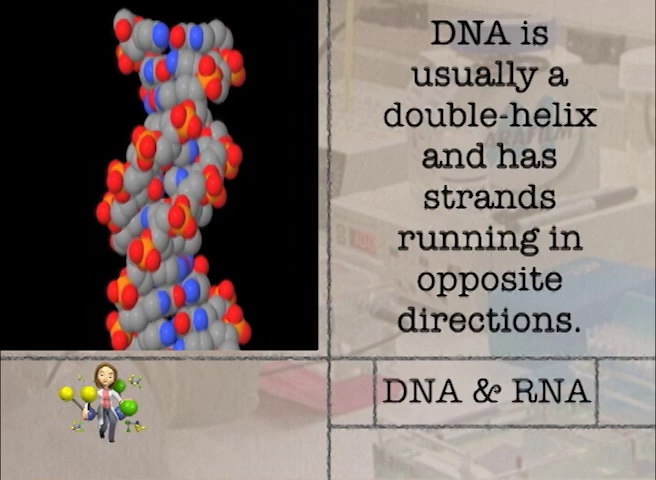 DNA is
usually a
double-helix
and has
strands
running in
opposite
directions.
DNA & RNA